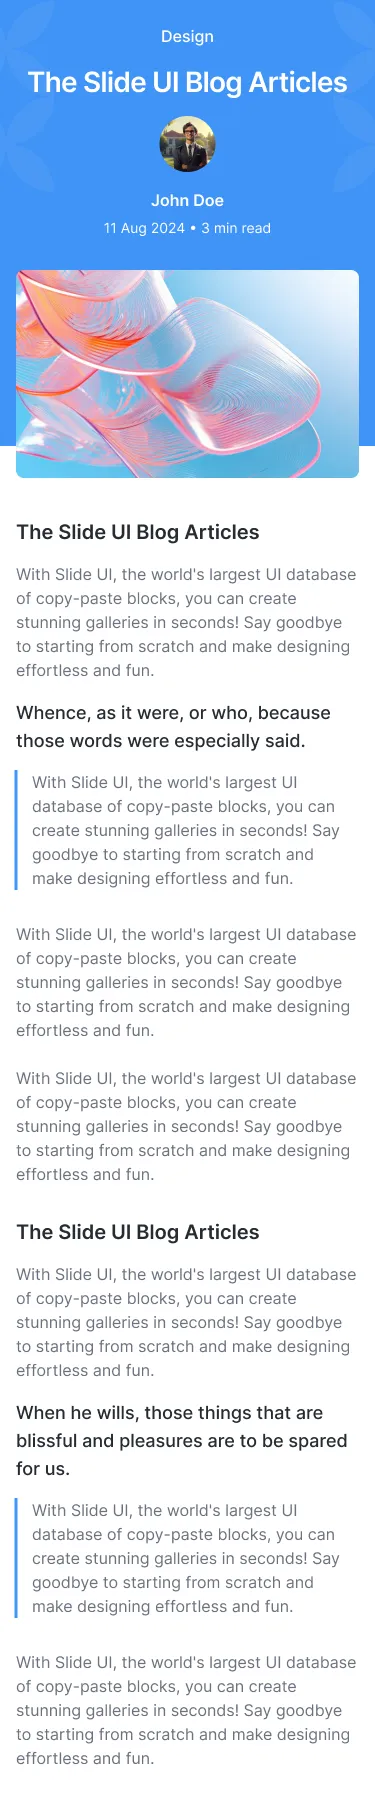 Design
The Slide UI Blog Articles
John Doe
11 Aug 2024 • 3 min read
The Slide UI Blog Articles
With Slide UI, the world's largest UI database
of copy-paste blocks, you can create
stunning galleries in seconds! Say goodbye
to starting from scratch and make designing
effortless and fun.
Whence, as it were, or who, because
those words were especially said.
With Slide UI, the world's largest UI
database of copy-paste blocks, you can
create stunning galleries in seconds! Say
goodbye to starting from scratch and
make designing effortless and fun.
With Slide UI, the world's largest UI database
of copy-paste blocks, you can create
stunning galleries in seconds! Say goodbye
to starting from scratch and make designing
effortless and fun.
With Slide UI, the world's largest UI database
of copy-paste blocks, you can create
stunning galleries in seconds! Say goodbye
to starting from scratch and make designing
effortless and fun.
The Slide UI Blog Articles
With Slide UI, the world's largest UI database
of copy-paste blocks, you can create
stunning galleries in seconds! Say goodbye
to starting from scratch and make designing
effortless and fun.
When he wills, those things that are
blissful and pleasures are to be spared
for us.
With Slide UI, the world's largest UI
database of copy-paste blocks, you can
create stunning galleries in seconds! Say
goodbye to starting from scratch and
make designing effortless and fun.
With Slide UI, the world's largest UI database
of copy-paste blocks, you can create
stunning galleries in seconds! Say goodbye
to starting from scratch and make designing
effortless and fun.